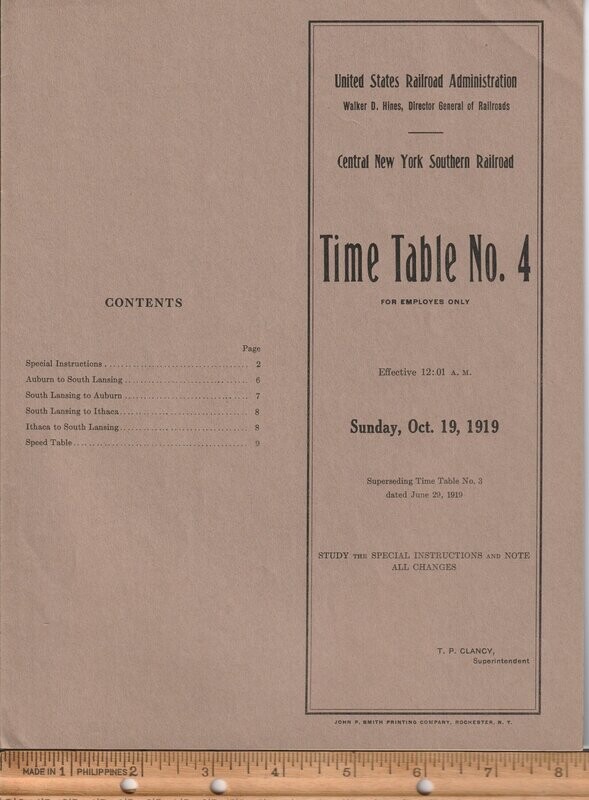 CONTENTS
Page
Special Instructions 2
Auburn to South Lansing 6
South Lansing to Auburn 7
South Lansing to Ithaca 8
Ithaca to South Lansing 8
Speed Table 9
United States Railroad Administration
Walker D. Hines, Director General of Railroads
Central New York Southern Railroad
Time Table No. 4
FOR EMPLOYES ONLY
Effective 12:01 A. M.
Sunday, Oct. 19, 1919
Superseding Time Table No. 3
dated June 29, 1919
STUDY THE SPECIAL INSTRUCTIONS AND NOTE
ALL CHANGES
T. P. CLANCY,
Superintendent
JOHN P. SMITH PRINTING COMPANY, ROCHESTER, N. Y.
MADE IN 1 PHILIPPINES 2 3 4 5 6 7 8